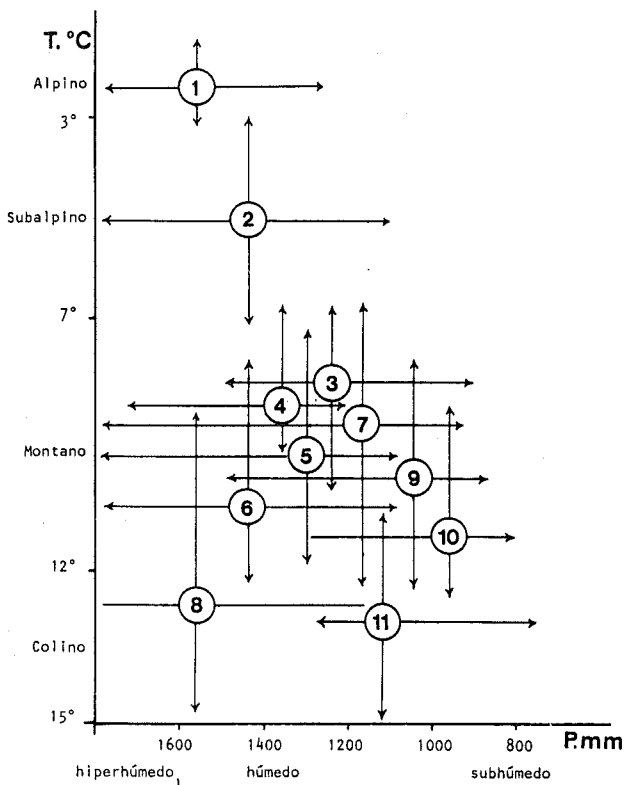 T. °C
Alpino
1
3°
Subalpino
2
7°
3
4
7
Montano
5
9
6
10
12°
8
11
Colino
15°
1600 1400 1200 1000 800 P.mm
hiperhúmedo, húmedo subhúmedo